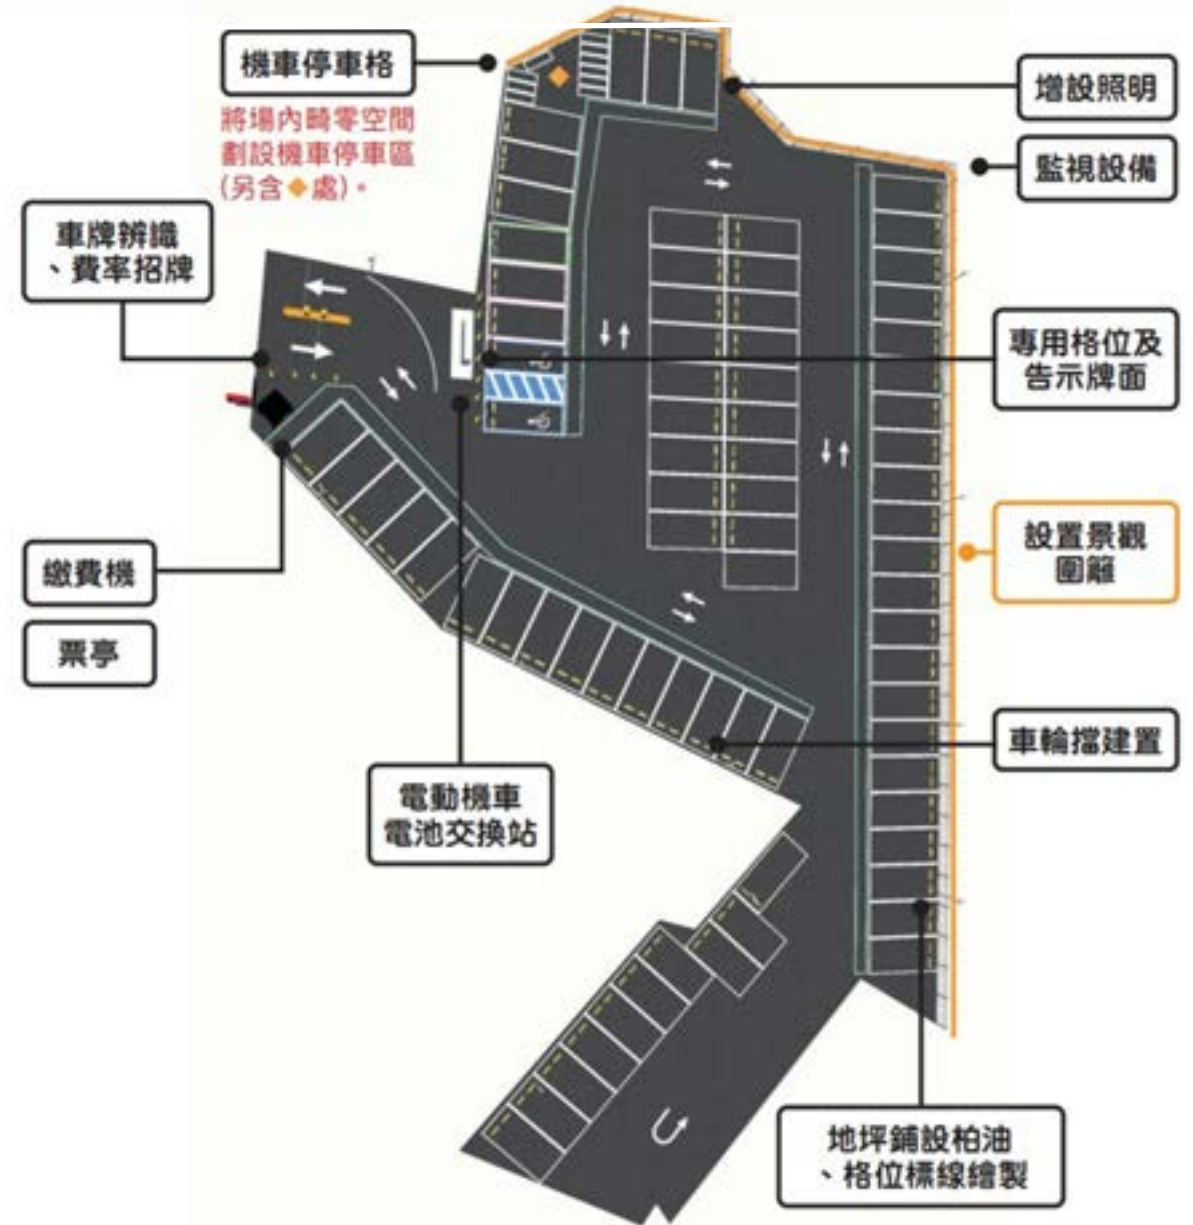 機車停車格
將場內畸零空間
劃設機車停車區
(另含◆處)。
增設照明
監視設備
車牌辨識
、費率招牌
專用格位及
告示牌面
設置景觀
圍籬
繳費機
票亭
車輪擋建置
電動機車
電池交換站
地坪鋪設柏油
、格位標線繪製